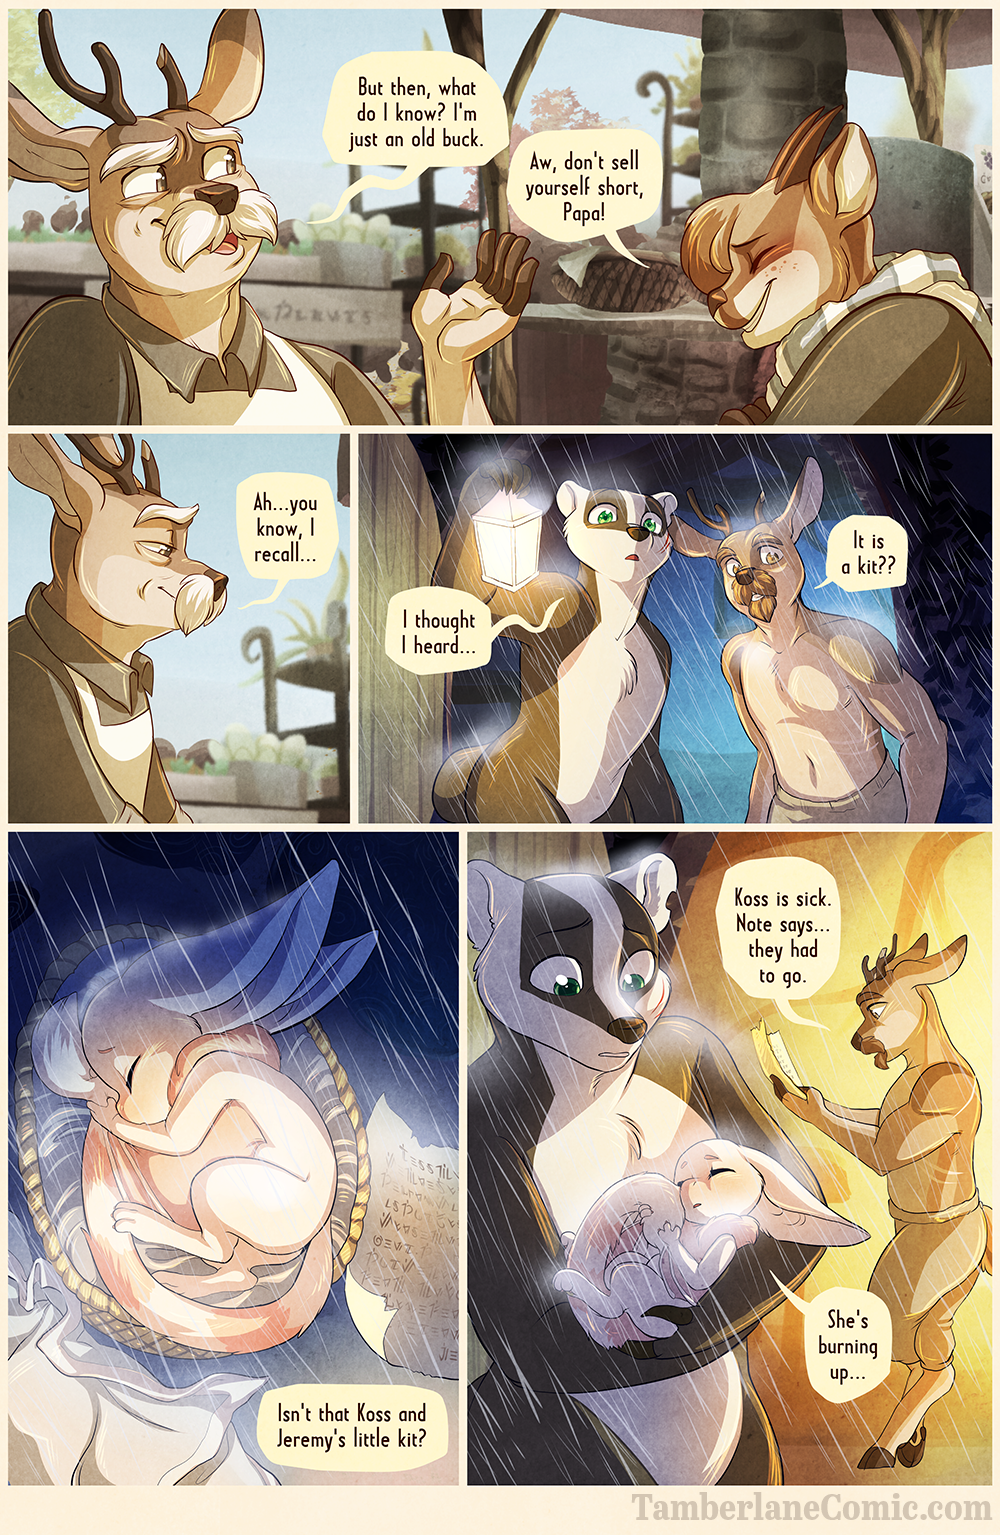 But then, what
do I know? I'm
just an old buck.
Aw, don't sell
yourself short,
Papa!
Ah...you
know, I
recall...
I thought
I heard...
It is
a kit??
Isn't that Koss and
Jeremy's little kit?
Koss is sick.
Note says...
they had
to go.
She's
burning
up...
TamberlaneComic.com